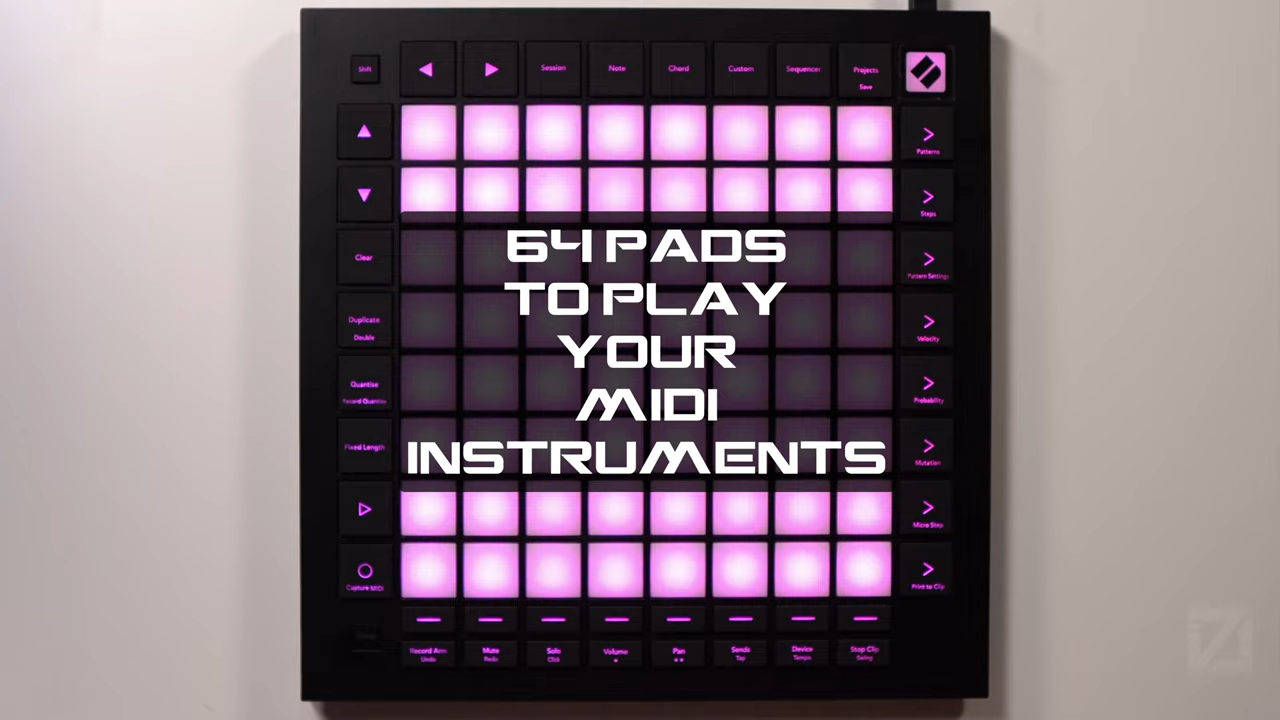 Shift
Session
Note
Chord
Custom
Sequencer
Projects
Save
Patterns
Steps
64 PADS
TO PLAY
YOUR
MIDI
INSTRUMENTS
Clear
Pattern Settings
Duplicate
Double
Velocity
Quantise
Record Quantise
Probability
Fixed Length
Mutation
Micro Step
Capture MIDI
Print to Clip
Record Arm
Undo
Mute
Redo
Solo
Click
Volume
Pan
Sends
Tap
Device
Tempo
Stop Clip
Swing